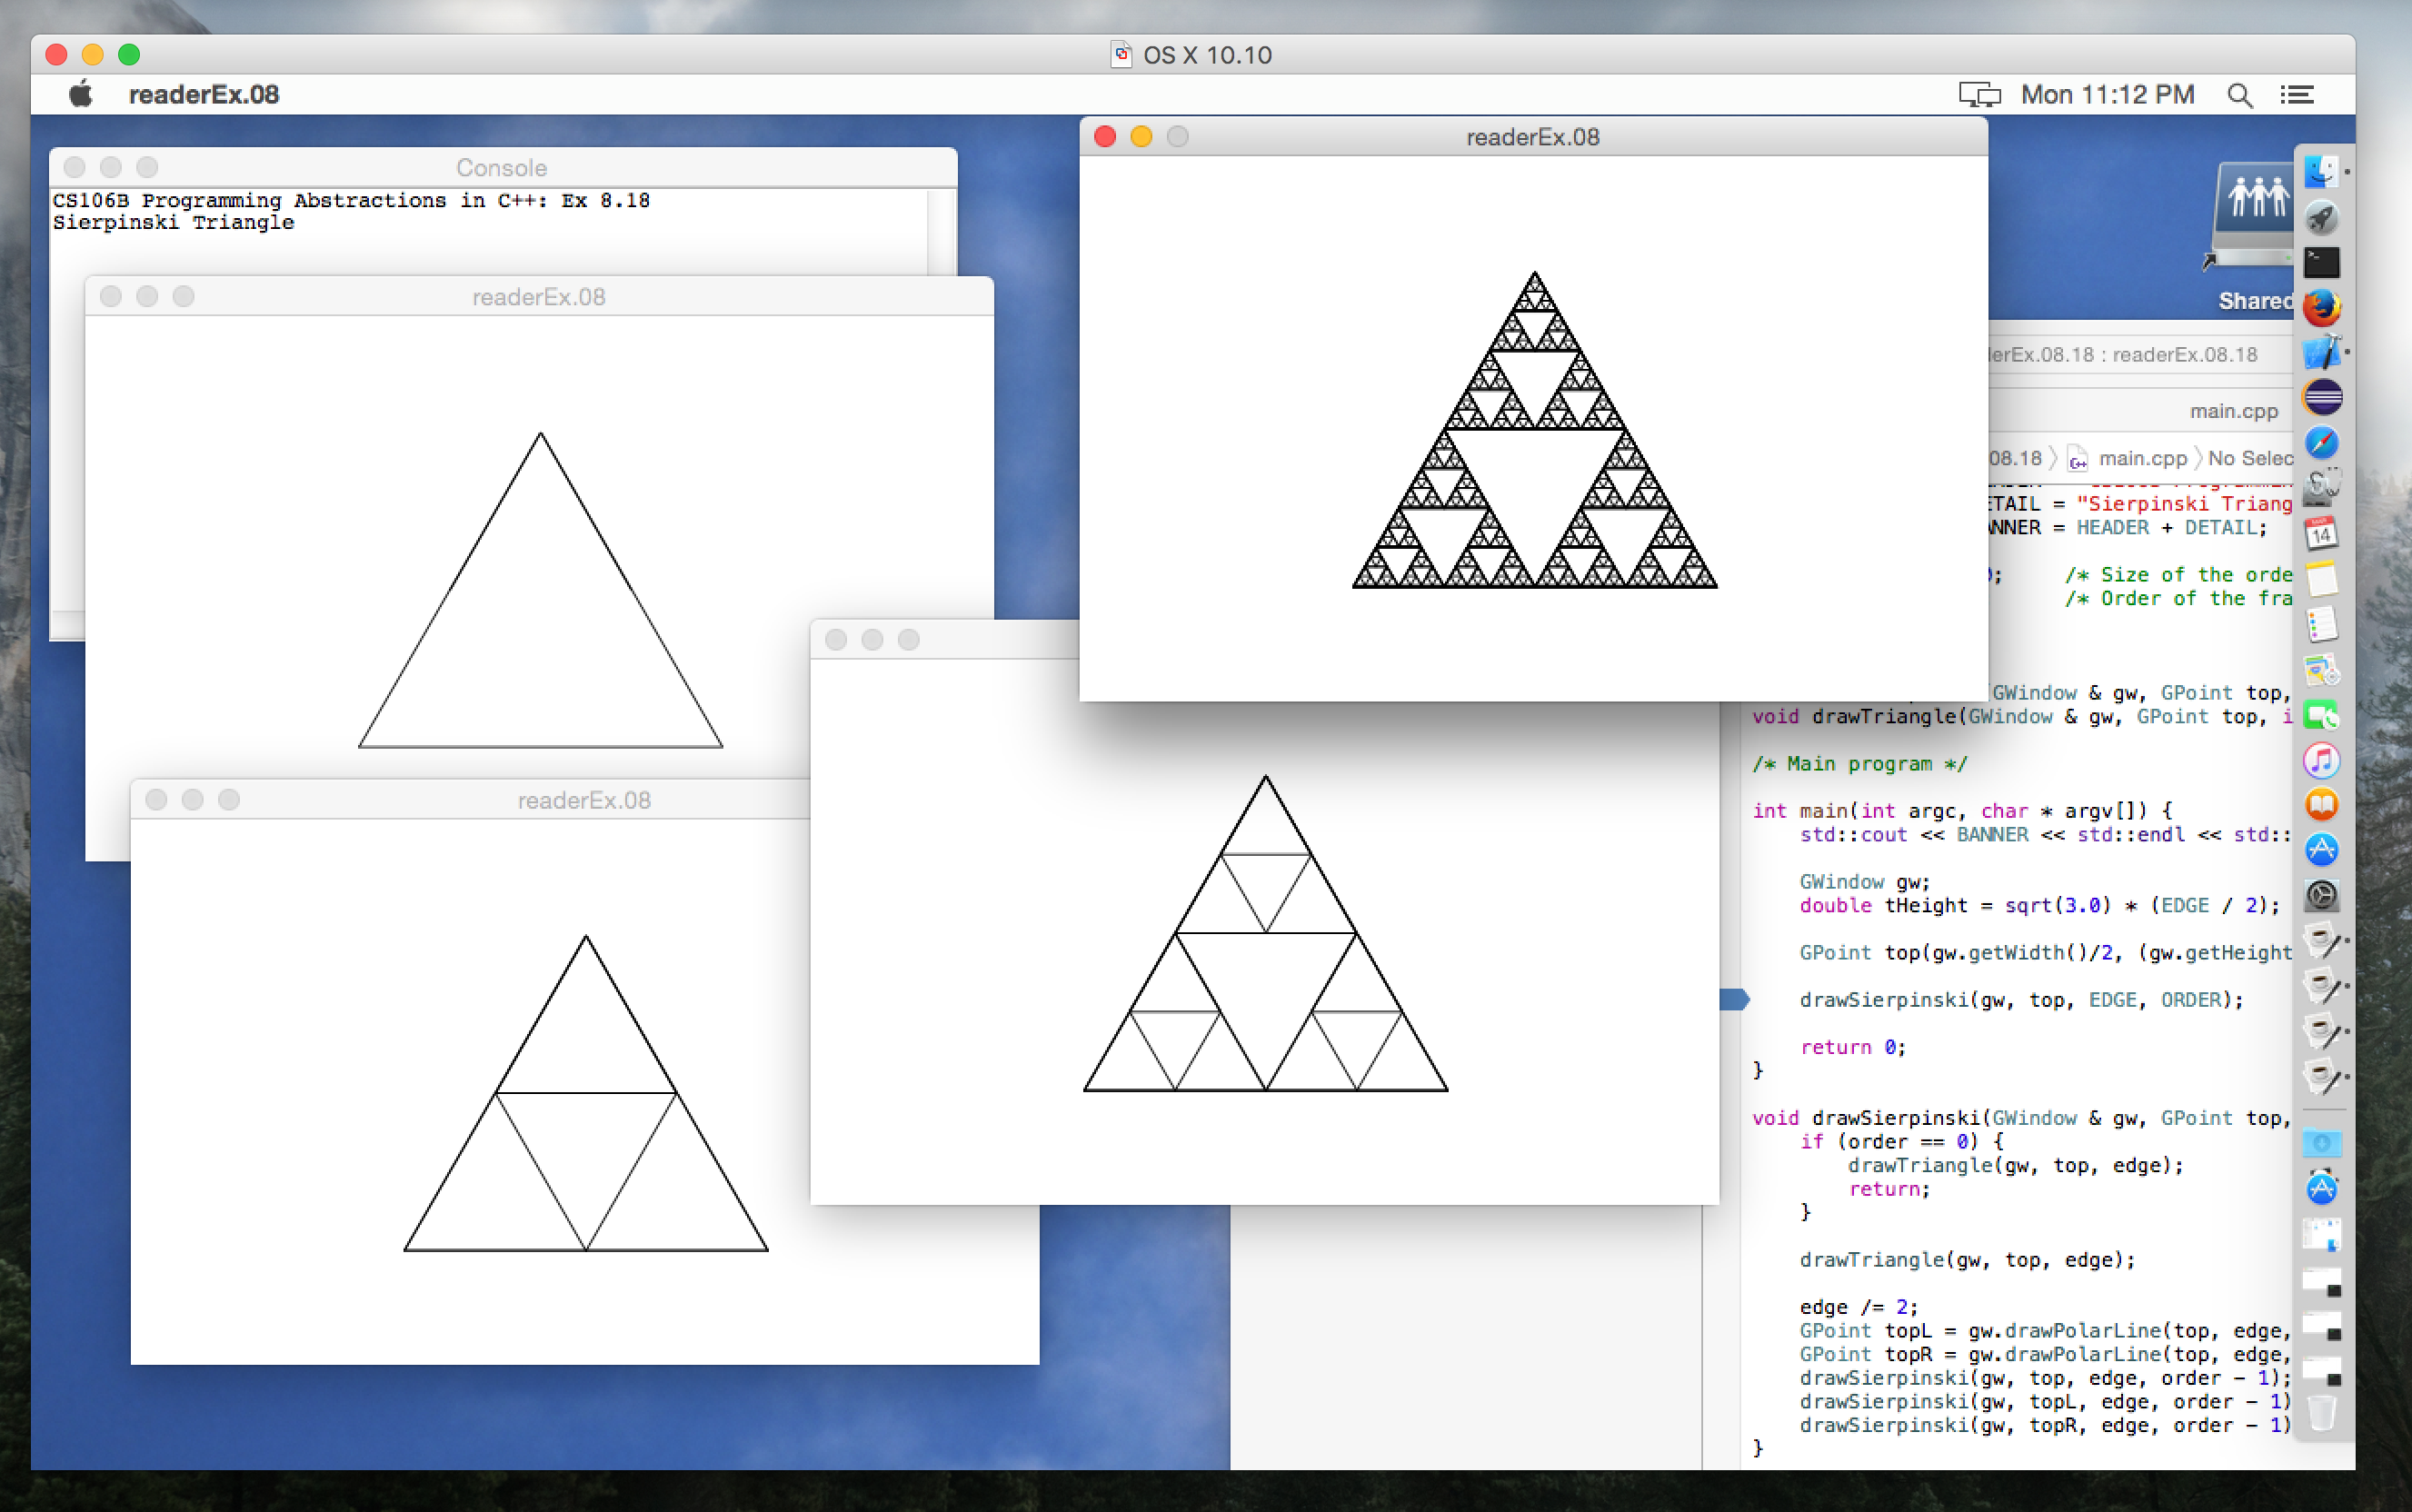 OS X 10.10
readerEx.08
Mon 11:12 PM
Console
CS106B Programming Abstractions in C++: Ex 8.18
Sierpinski Triangle
readerEx.08
readerEx.08
readerEx.08
Shared
erEx.08.18 : readerEx.08.18
main.cpp
08.18 〉 main.cpp 〉 No Selec
ETAIL = "Sierpinski Triang
ANNER = HEADER + DETAIL;
; /* Size of the orde
/* Order of the fra
GWindow & gw, GPoint top,
void drawTriangle(GWindow & gw, GPoint top, i
/* Main program */
int main(int argc, char * argv[]) {
std::cout << BANNER << std::endl << std::
GWindow gw;
double tHeight = sqrt(3.0) * (EDGE / 2);
GPoint top(gw.getWidth()/2, (gw.getHeight
drawSierpinski(gw, top, EDGE, ORDER);
return 0;
}
void drawSierpinski(GWindow & gw, GPoint top,
if (order == 0) {
drawTriangle(gw, top, edge);
return;
}
drawTriangle(gw, top, edge);
edge /= 2;
GPoint topL = gw.drawPolarLine(top, edge,
GPoint topR = gw.drawPolarLine(top, edge,
drawSierpinski(gw, top, edge, order - 1);
drawSierpinski(gw, topL, edge, order - 1)
drawSierpinski(gw, topR, edge, order - 1)
}
14